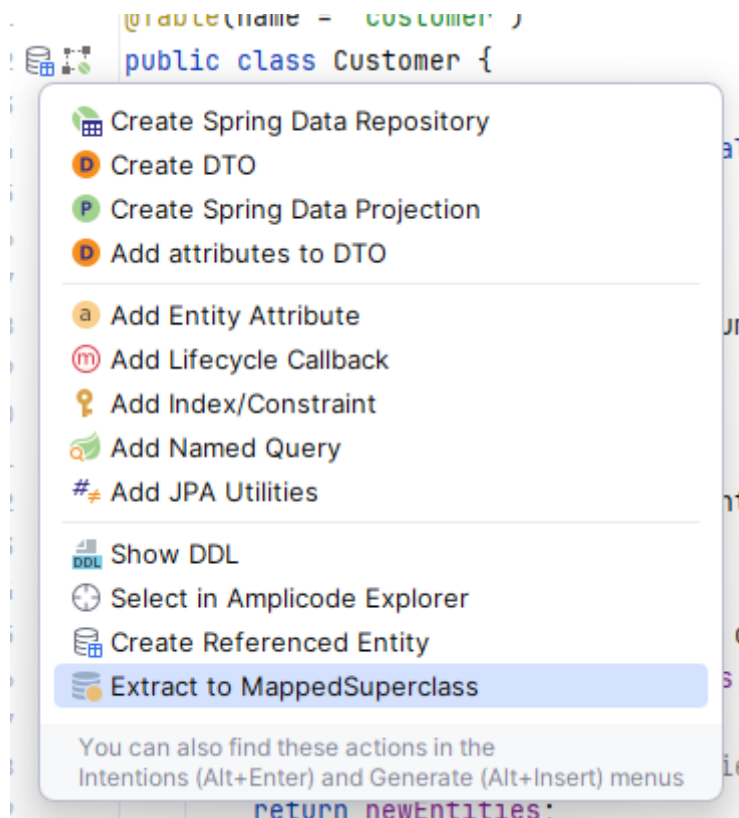 @Table(name = "customer")
public class Customer {
Create Spring Data Repository
Create DTO
Create Spring Data Projection
Add attributes to DTO
Add Entity Attribute
Add Lifecycle Callback
Add Index/Constraint
Add Named Query
Add JPA Utilities
Show DDL
Select in Amplicode Explorer
Create Referenced Entity
Extract to MappedSuperclass
You can also find these actions in the
Intentions (Alt+Enter) and Generate (Alt+Insert) menus
return newEntities;